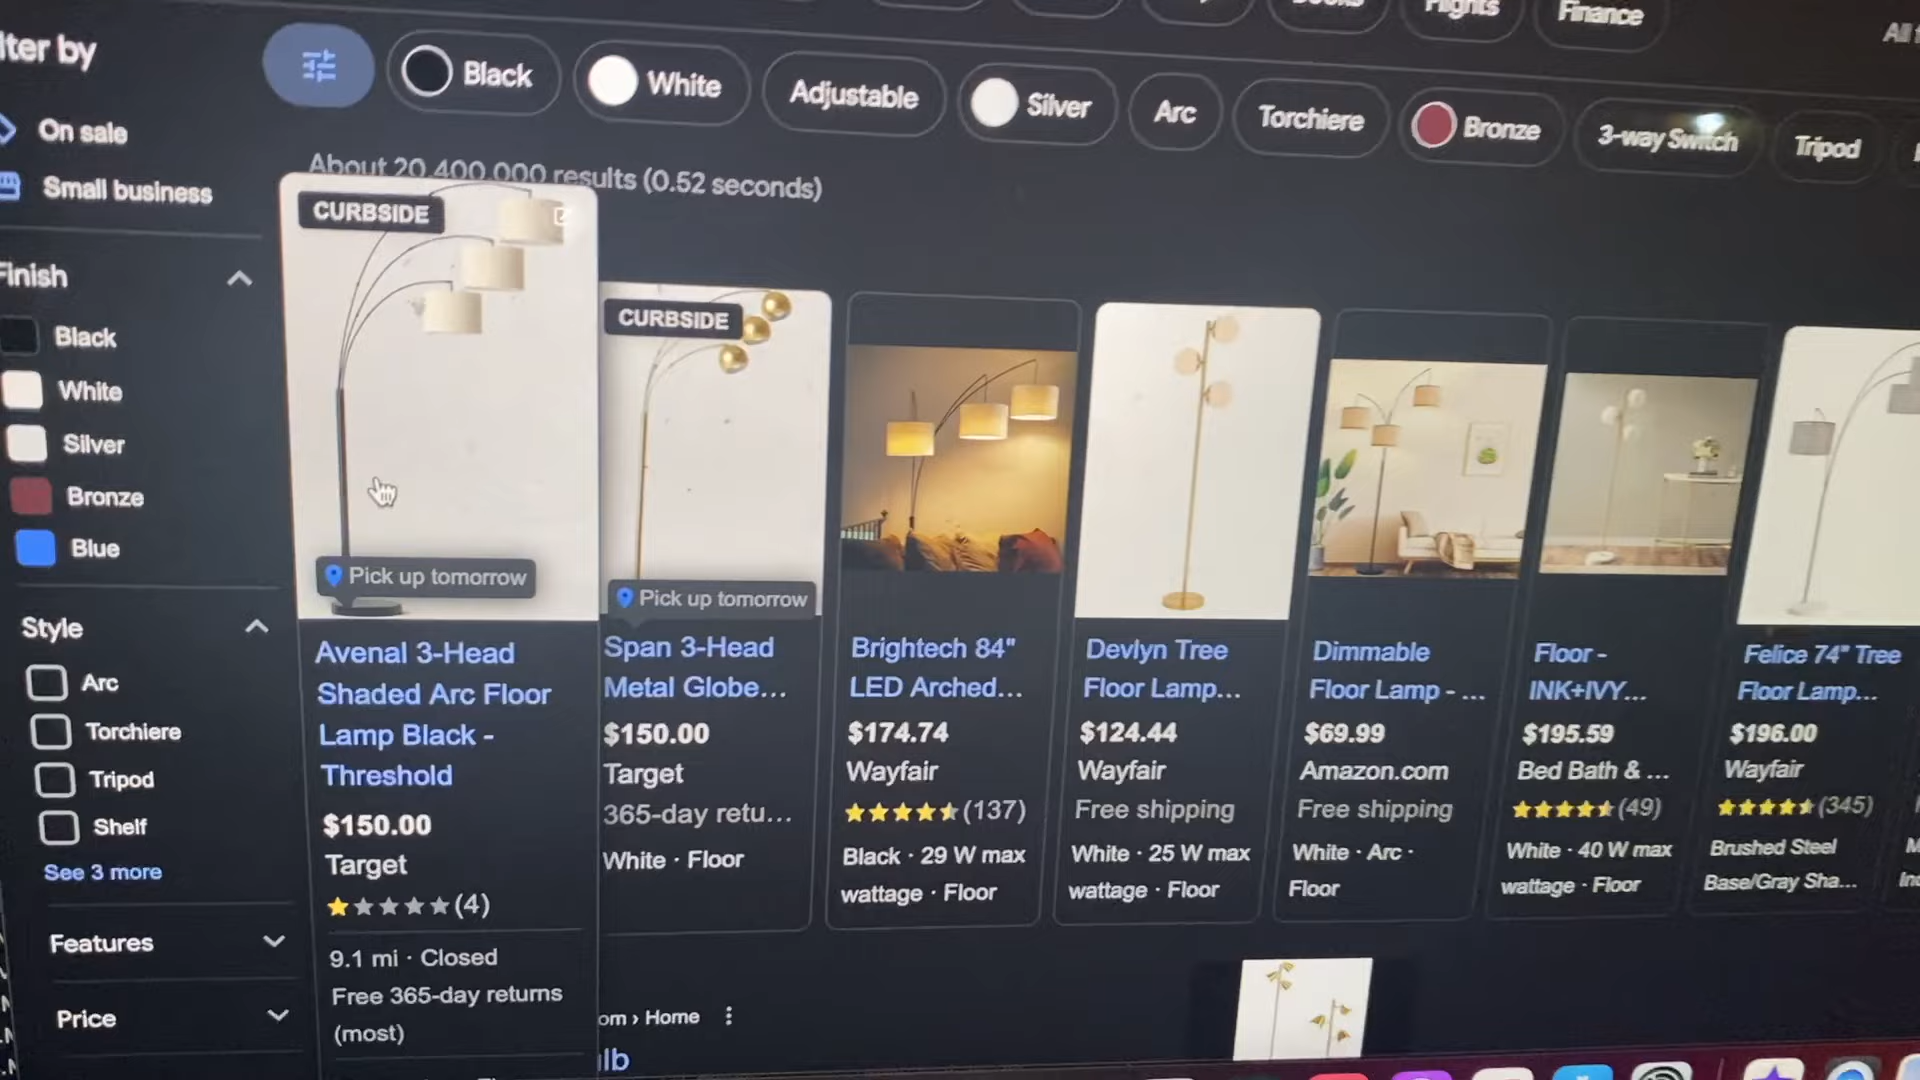 Flights
Finance
lter by
Black
White
Adjustable
Silver
Arc
Torchiere
Bronze
3-way Switch
Tripod
On sale
Small business
About 20,400,000 results (0.52 seconds)
Finish
Black
White
Silver
Bronze
Blue
Style
Arc
Torchiere
Tripod
Shelf
See 3 more
Features
Price
CURBSIDE
Pick up tomorrow
Avenal 3-Head
Shaded Arc Floor
Lamp Black -
Threshold
$150.00
Target
(4)
9.1 mi · Closed
Free 365-day returns
(most)
CURBSIDE
Pick up tomorrow
Span 3-Head
Metal Globe...
$150.00
Target
365-day retu...
White · Floor
Brightech 84"
LED Arched...
$174.74
Wayfair
(137)
Black · 29 W max
wattage · Floor
Devlyn Tree
Floor Lamp...
$124.44
Wayfair
Free shipping
White · 25 W max
wattage · Floor
Dimmable
Floor Lamp - ...
$69.99
Amazon.com
Free shipping
White · Arc ·
Floor
Floor -
INK+IVY...
$195.59
Bed Bath & ...
(49)
White · 40 W max
wattage · Floor
Felice 74" Tree
Floor Lamp...
$196.00
Wayfair
(345)
Brushed Steel
Base/Gray Sha...
om › Home
lb